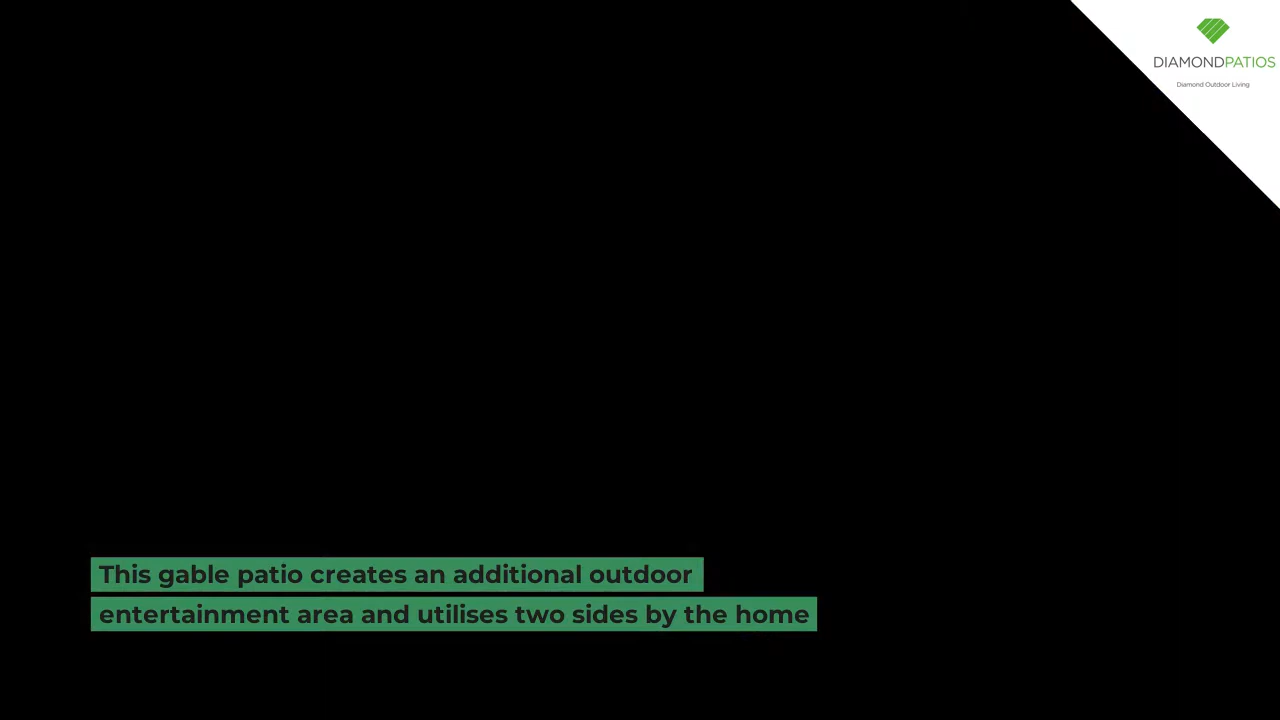 DIAMONDPATIOS
Diamond Outdoor Living
This gable patio creates an additional outdoor
entertainment area and utilises two sides by the home